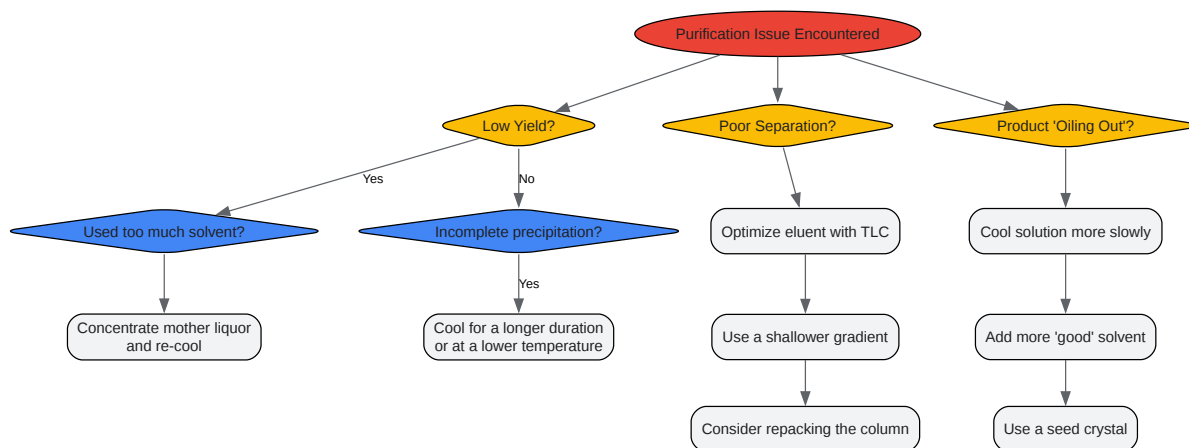 Purification Issue Encountered
Low Yield?
Poor Separation?
Product 'Oiling Out'?
Yes
No
Used too much solvent?
Incomplete precipitation?
Optimize eluent with TLC
Cool solution more slowly
Yes
Concentrate mother liquor
and re-cool
Cool for a longer duration
or at a lower temperature
Use a shallower gradient
Add more 'good' solvent
Consider repacking the column
Use a seed crystal